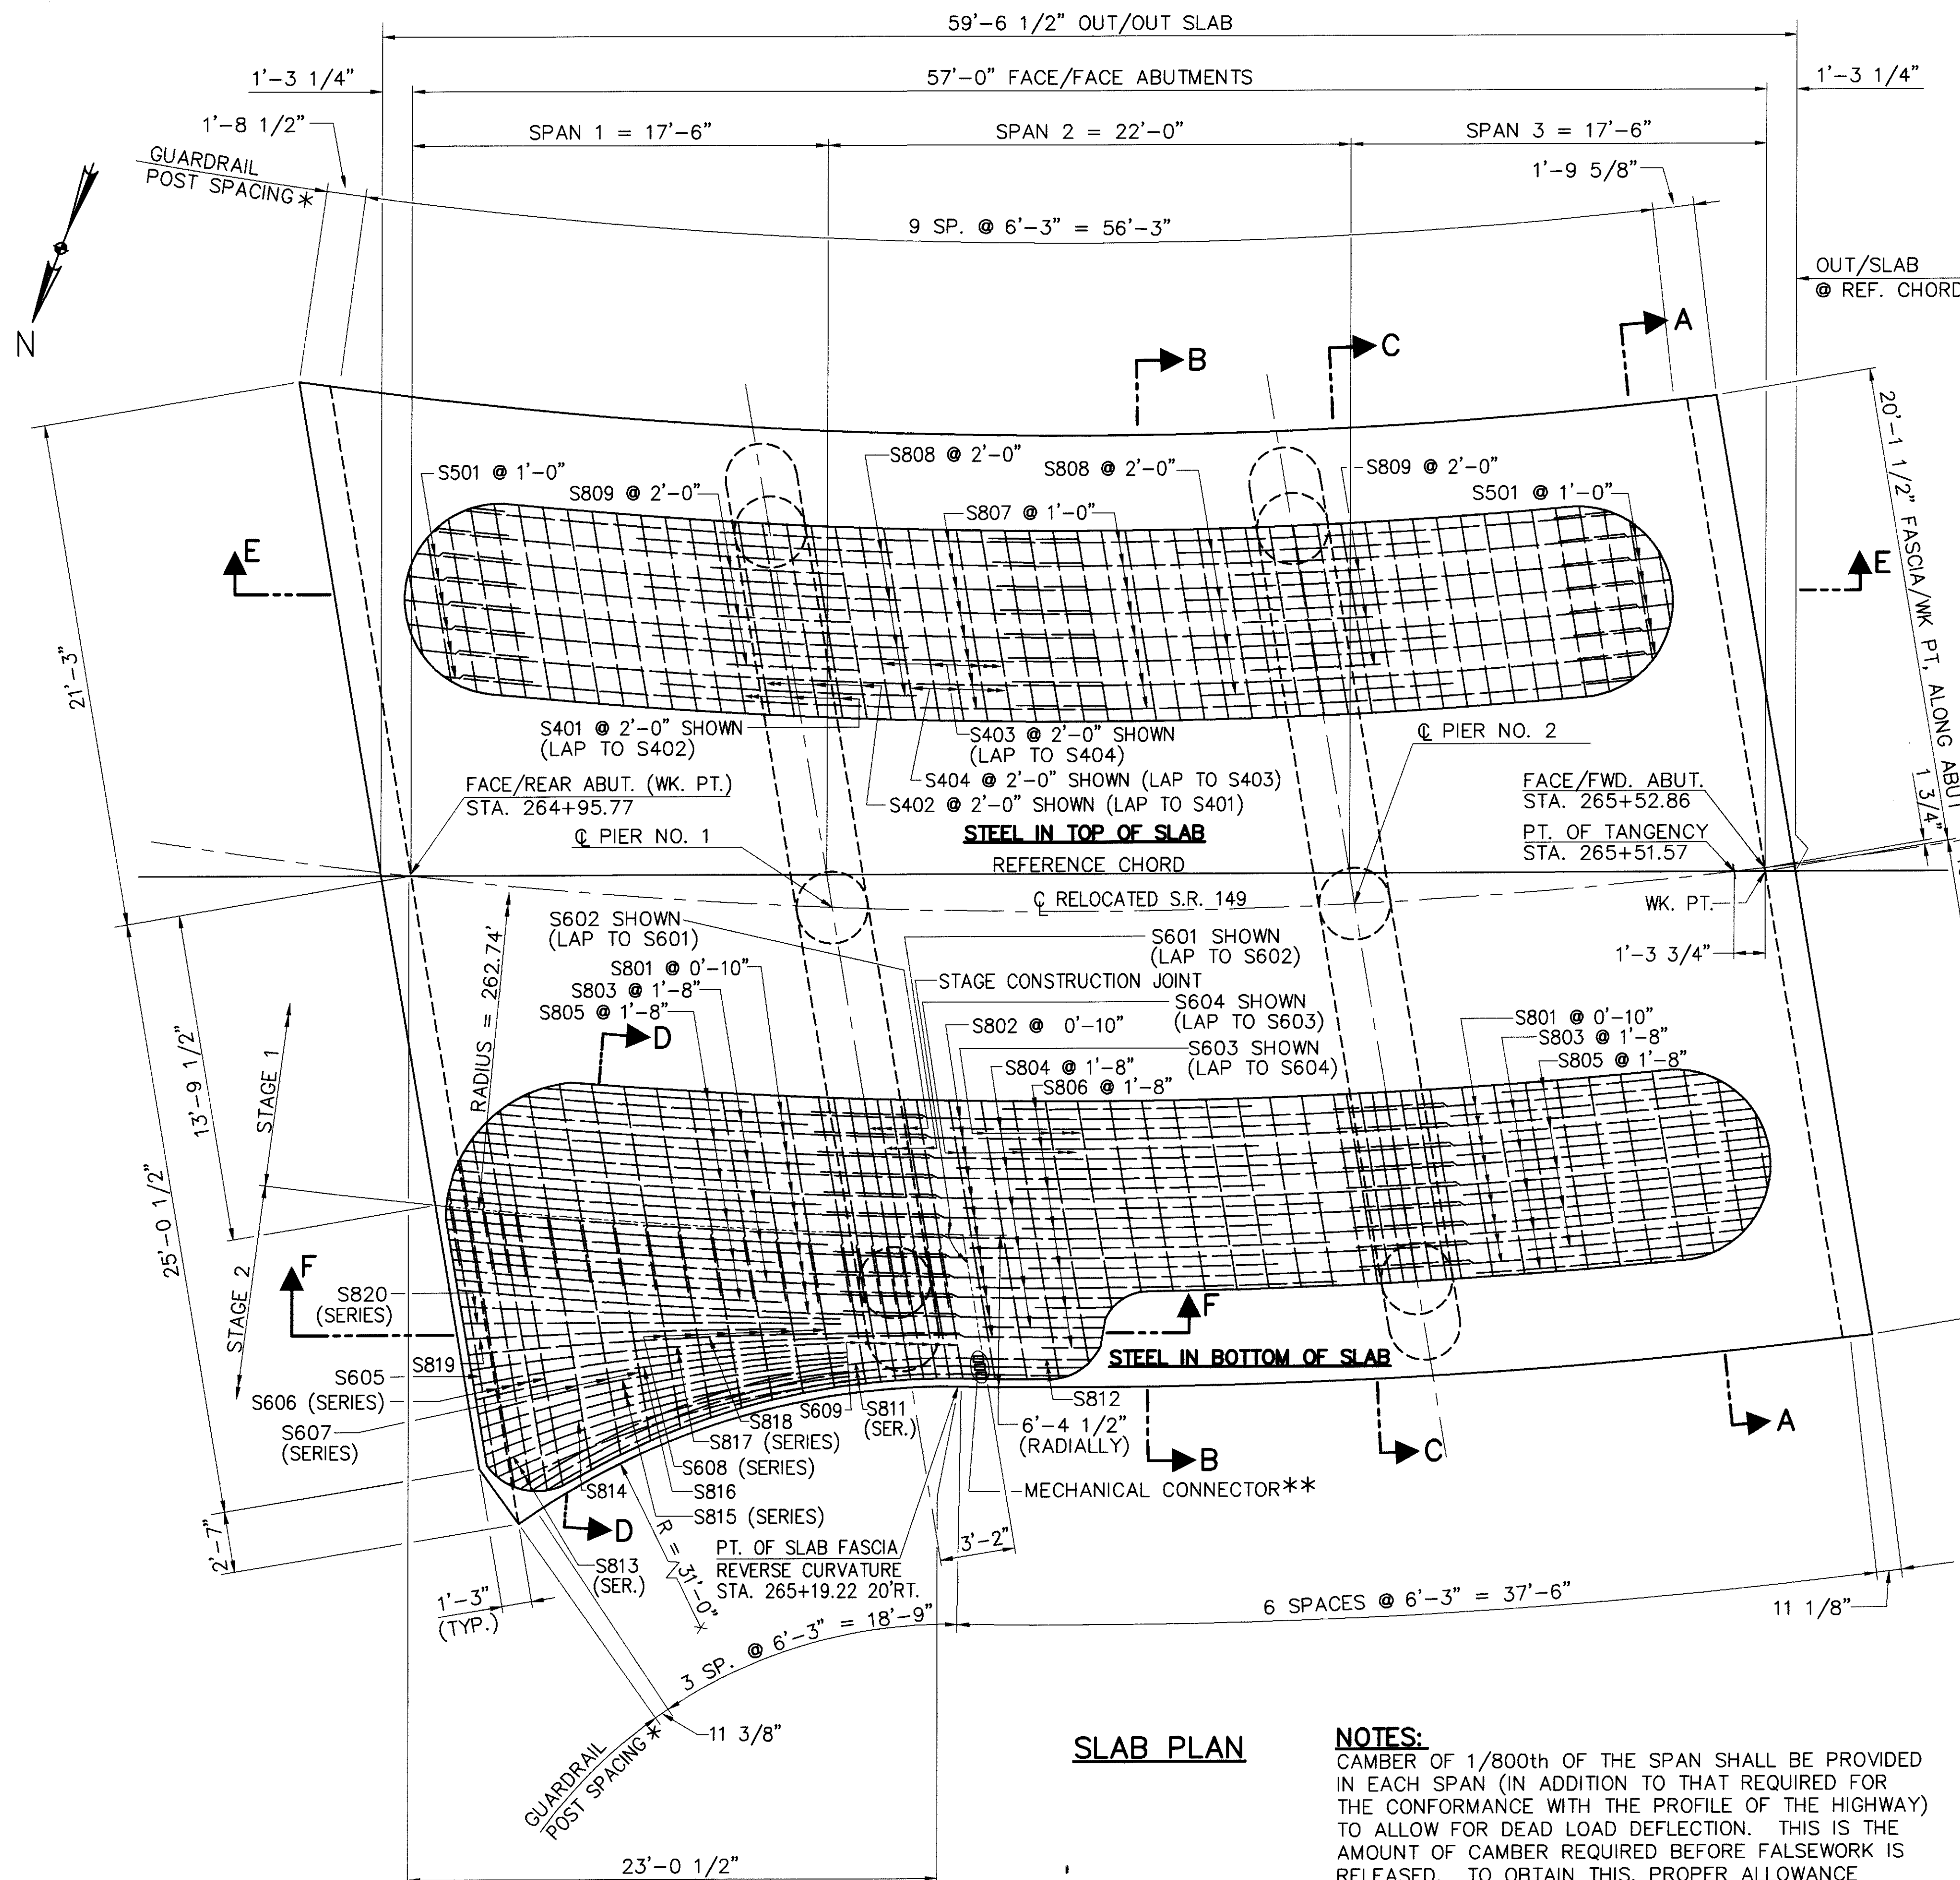 59'-6 1/2" OUT/OUT SLAB
1'-3 1/4"
57'-0" FACE/FACE ABUTMENTS
1'-3 1/4"
1'-8 1/2"
SPAN 1 = 17'-6"
SPAN 2 = 22'-0"
SPAN 3 = 17'-6"
GUARDRAIL
POST SPACING*
1'-9 5/8"
9 SP. @ 6'-3" = 56'-3"
OUT/SLAB
@ REF. CHORD
N
B
C
A
20'-1 1/2" FASCIA/WK PT. ALONG ABUT
S501 @ 1'-0"
S809 @ 2'-0"
S808 @ 2'-0"
S808 @ 2'-0"
S807 @ 1'-0"
S809 @ 2'-0"
S501 @ 1'-0"
E
E
21'-3"
S401 @ 2'-0" SHOWN
(LAP TO S402)
S403 @ 2'-0" SHOWN
(LAP TO S404)
S404 @ 2'-0" SHOWN (LAP TO S403)
S402 @ 2'-0" SHOWN (LAP TO S401)
℄ PIER NO. 2
FACE/REAR ABUT. (WK. PT.)
STA. 264+95.77
FACE/FWD. ABUT.
STA. 265+52.86
1 3/4"
℄ PIER NO. 1
STEEL IN TOP OF SLAB
PT. OF TANGENCY
STA. 265+51.57
REFERENCE CHORD
℄ RELOCATED S.R. 149
WK. PT.
1'-3 3/4"
S602 SHOWN
(LAP TO S601)
S601 SHOWN
(LAP TO S602)
S801 @ 0'-10"
S803 @ 1'-8"
S805 @ 1'-8"
STAGE CONSTRUCTION JOINT
S604 SHOWN
(LAP TO S603)
S802 @ 0'-10"
S603 SHOWN
(LAP TO S604)
S804 @ 1'-8"
S806 @ 1'-8"
S801 @ 0'-10"
S803 @ 1'-8"
S805 @ 1'-8"
RADIUS = 262.74'
D
13'-9 1/2"
STAGE 1
25'-0 1/2"
STAGE 2
F
F
S820
(SERIES)
S819
S605
S606 (SERIES)
S607
(SERIES)
STEEL IN BOTTOM OF SLAB
S812
S811
(SER.)
S609
S818
S817 (SERIES)
S608 (SERIES)
S816
S815 (SERIES)
S814
6'-4 1/2"
(RADIALLY)
B
C
A
MECHANICAL CONNECTOR**
D
2'-7"
S813
(SER.)
R = 31'-0"
PT. OF SLAB FASCIA
REVERSE CURVATURE
STA. 265+19.22 20'RT.
3'-2"
1'-3"
(TYP.)
3 SP. @ 6'-3" = 18'-9"
6 SPACES @ 6'-3" = 37'-6"
11 1/8"
11 3/8"
GUARDRAIL
POST SPACING*
23'-0 1/2"
SLAB PLAN
NOTES:
CAMBER OF 1/800th OF THE SPAN SHALL BE PROVIDED
IN EACH SPAN (IN ADDITION TO THAT REQUIRED FOR
THE CONFORMANCE WITH THE PROFILE OF THE HIGHWAY)
TO ALLOW FOR DEAD LOAD DEFLECTION. THIS IS THE
AMOUNT OF CAMBER REQUIRED BEFORE FALSEWORK IS
RELEASED. TO OBTAIN THIS, PROPER ALLOWANCE